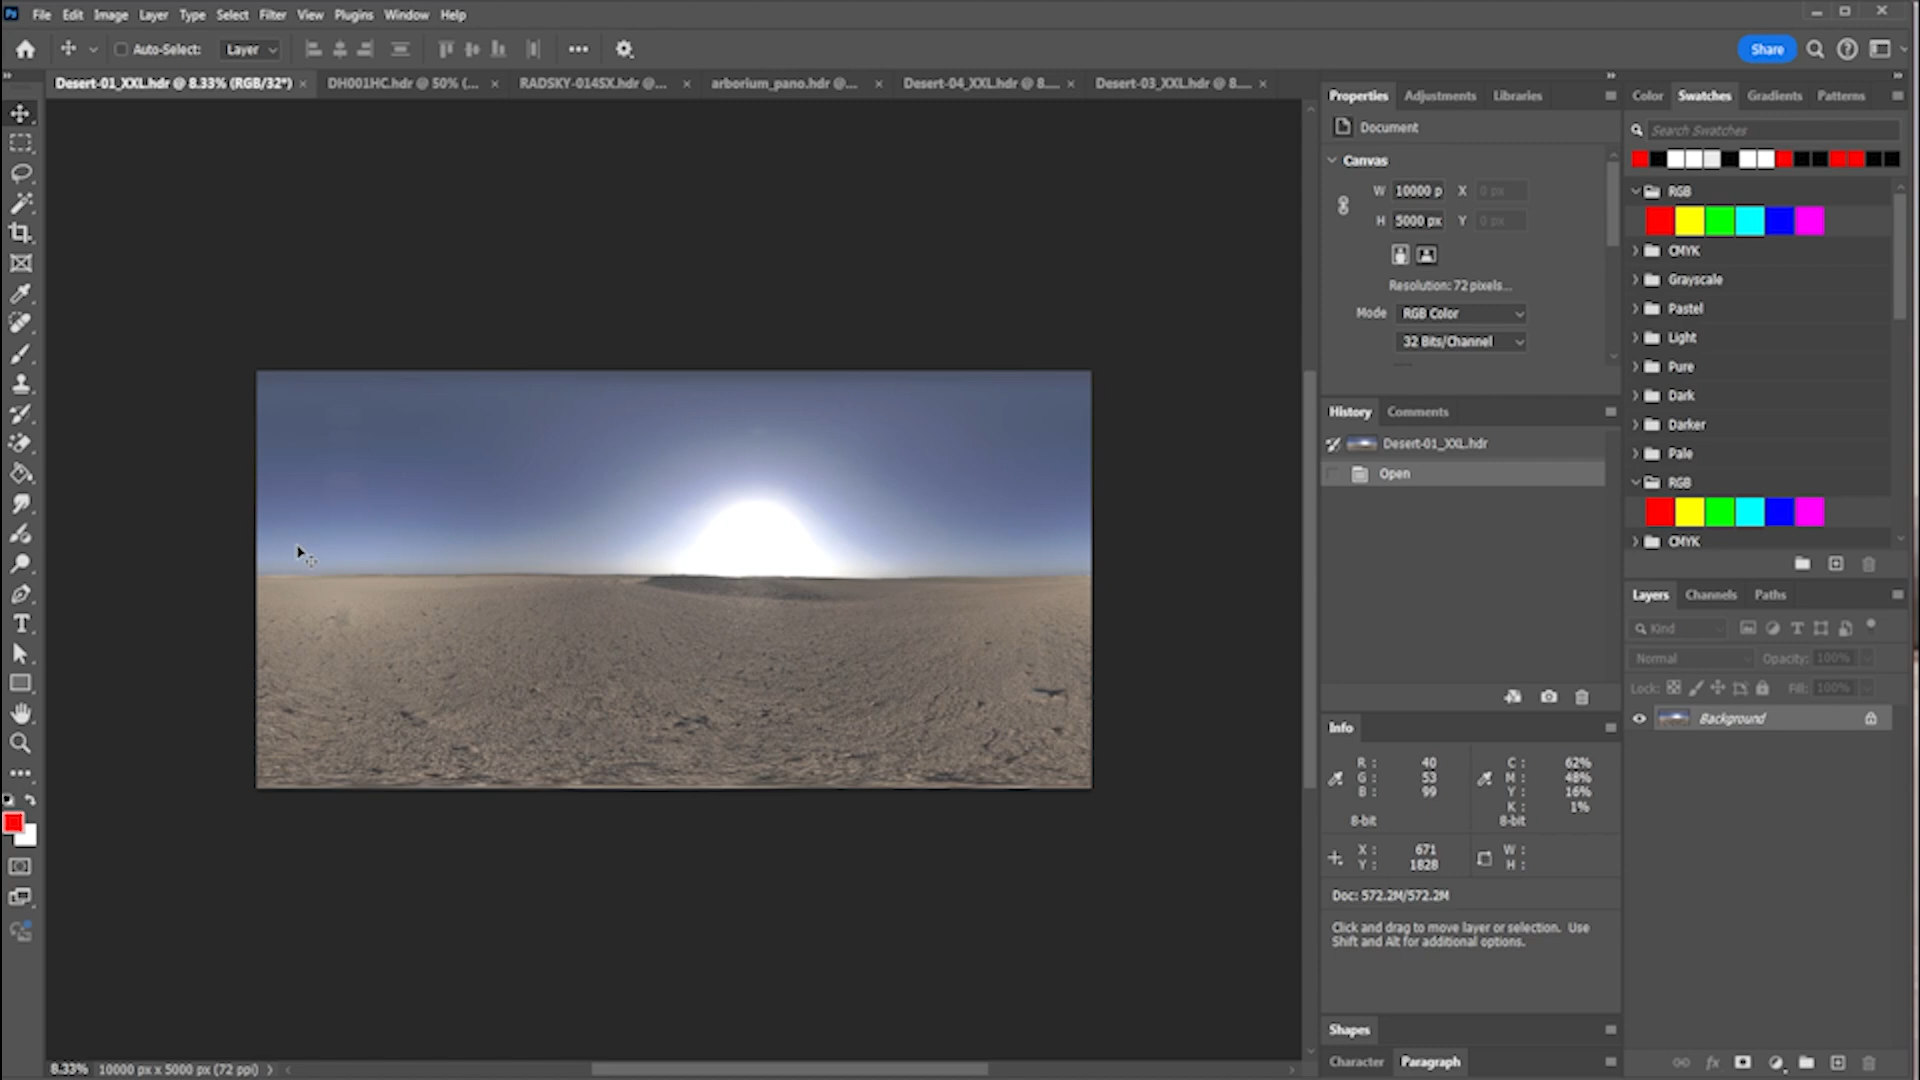 Ps File Edit Image Layer Type Select Filter View Plugins Window Help
Auto-Select: Layer Share
Desert-01_XXL.hdr @ 8.33% (RGB/32*) × DH001HC.hdr @ 50% (... × RADSKY-014SX.hdr @... × arborium_pano.hdr @... × Desert-04_XXL.hdr @ 8.... × Desert-03_XXL.hdr @ 8.... ×
Properties Adjustments Libraries
Document
Canvas
W 10000 p X 0 px
H 5000 px Y 0 px
Resolution: 72 pixels...
Mode RGB Color
32 Bits/Channel
History Comments
Desert-01_XXL.hdr
Open
Info
R : 40 C : 62%
G : 53 M : 48%
B : 99 Y : 16%
K : 1%
8-bit 8-bit
X : 671 W :
Y : 1828 H :
Doc: 572.2M/572.2M
Click and drag to move layer or selection. Use
Shift and Alt for additional options.
Shapes
Character Paragraph
Color Swatches Gradients Patterns
Search Swatches
RGB
CMYK
Grayscale
Pastel
Light
Pure
Dark
Darker
Pale
RGB
CMYK
Layers Channels Paths
Kind
Normal Opacity: 100%
Lock: Fill: 100%
Background
fx
8.33% 10000 px x 5000 px (72 ppi)